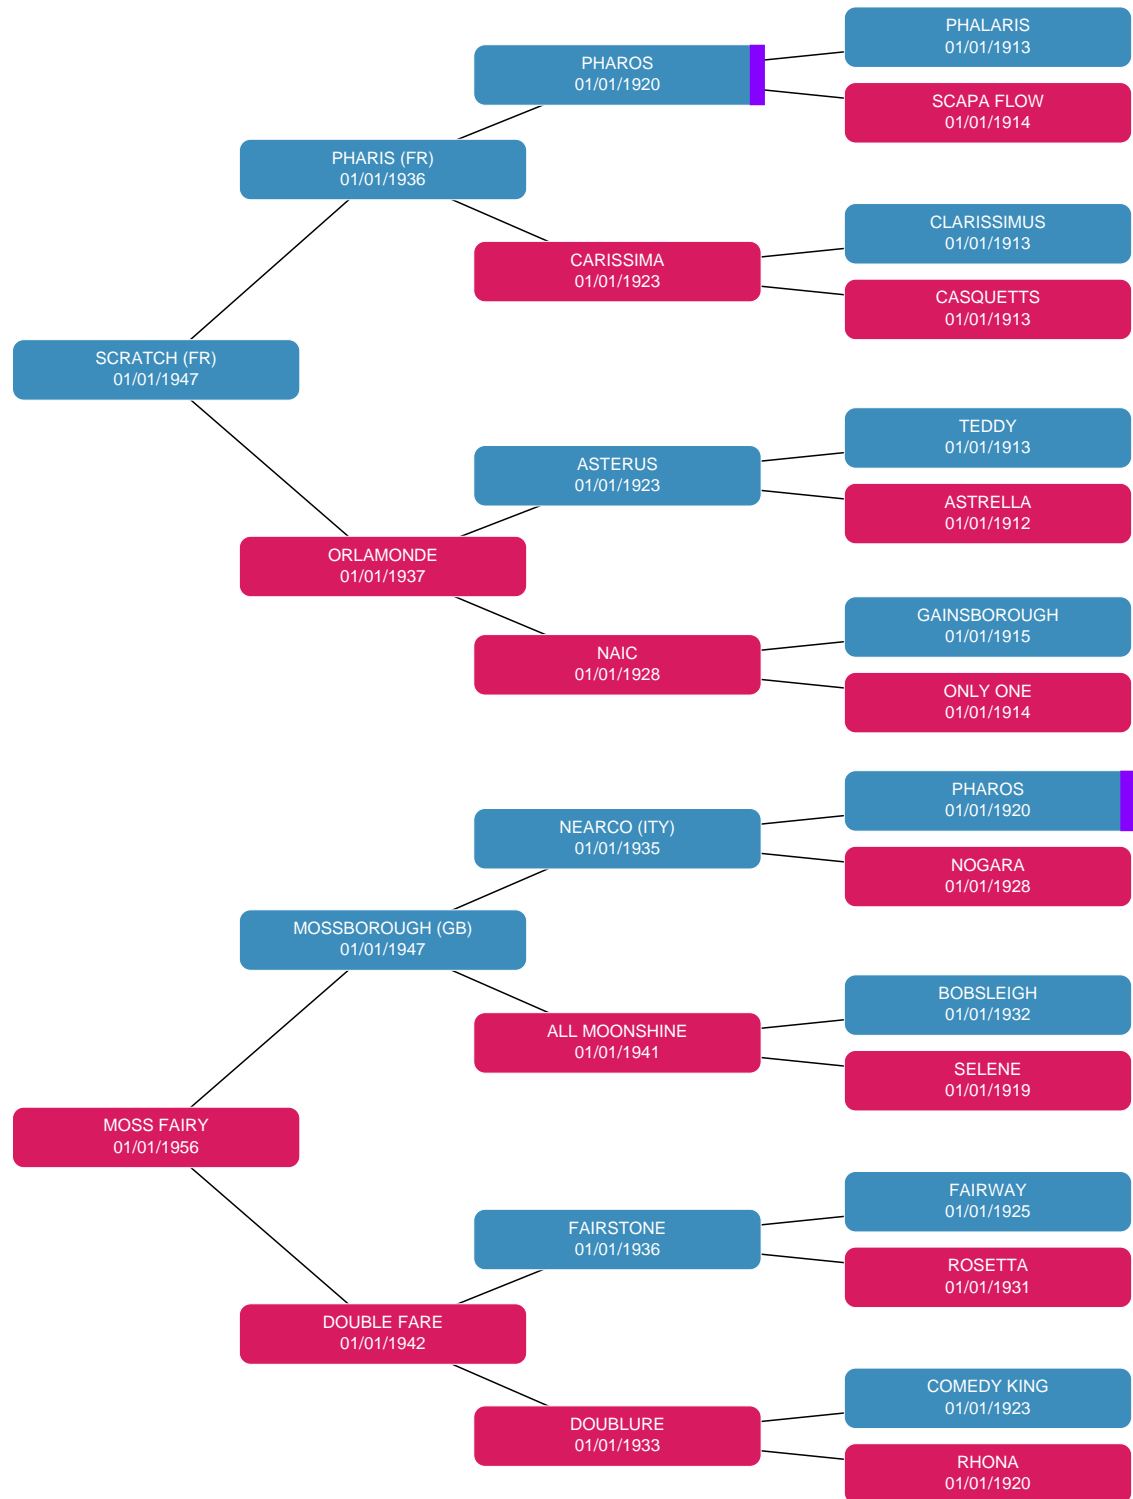 PHALARIS
01/01/1913
PHAROS
01/01/1920
SCAPA FLOW
01/01/1914
PHARIS (FR)
01/01/1936
CLARISSIMUS
01/01/1913
CARISSIMA
01/01/1923
CASQUETTS
01/01/1913
SCRATCH (FR)
01/01/1947
TEDDY
01/01/1913
ASTERUS
01/01/1923
ASTRELLA
01/01/1912
ORLAMONDE
01/01/1937
GAINSBOROUGH
01/01/1915
NAIC
01/01/1928
ONLY ONE
01/01/1914
PHAROS
01/01/1920
NEARCO (ITY)
01/01/1935
NOGARA
01/01/1928
MOSSBOROUGH (GB)
01/01/1947
BOBSLEIGH
01/01/1932
ALL MOONSHINE
01/01/1941
SELENE
01/01/1919
MOSS FAIRY
01/01/1956
FAIRWAY
01/01/1925
FAIRSTONE
01/01/1936
ROSETTA
01/01/1931
DOUBLE FARE
01/01/1942
COMEDY KING
01/01/1923
DOUBLURE
01/01/1933
RHONA
01/01/1920